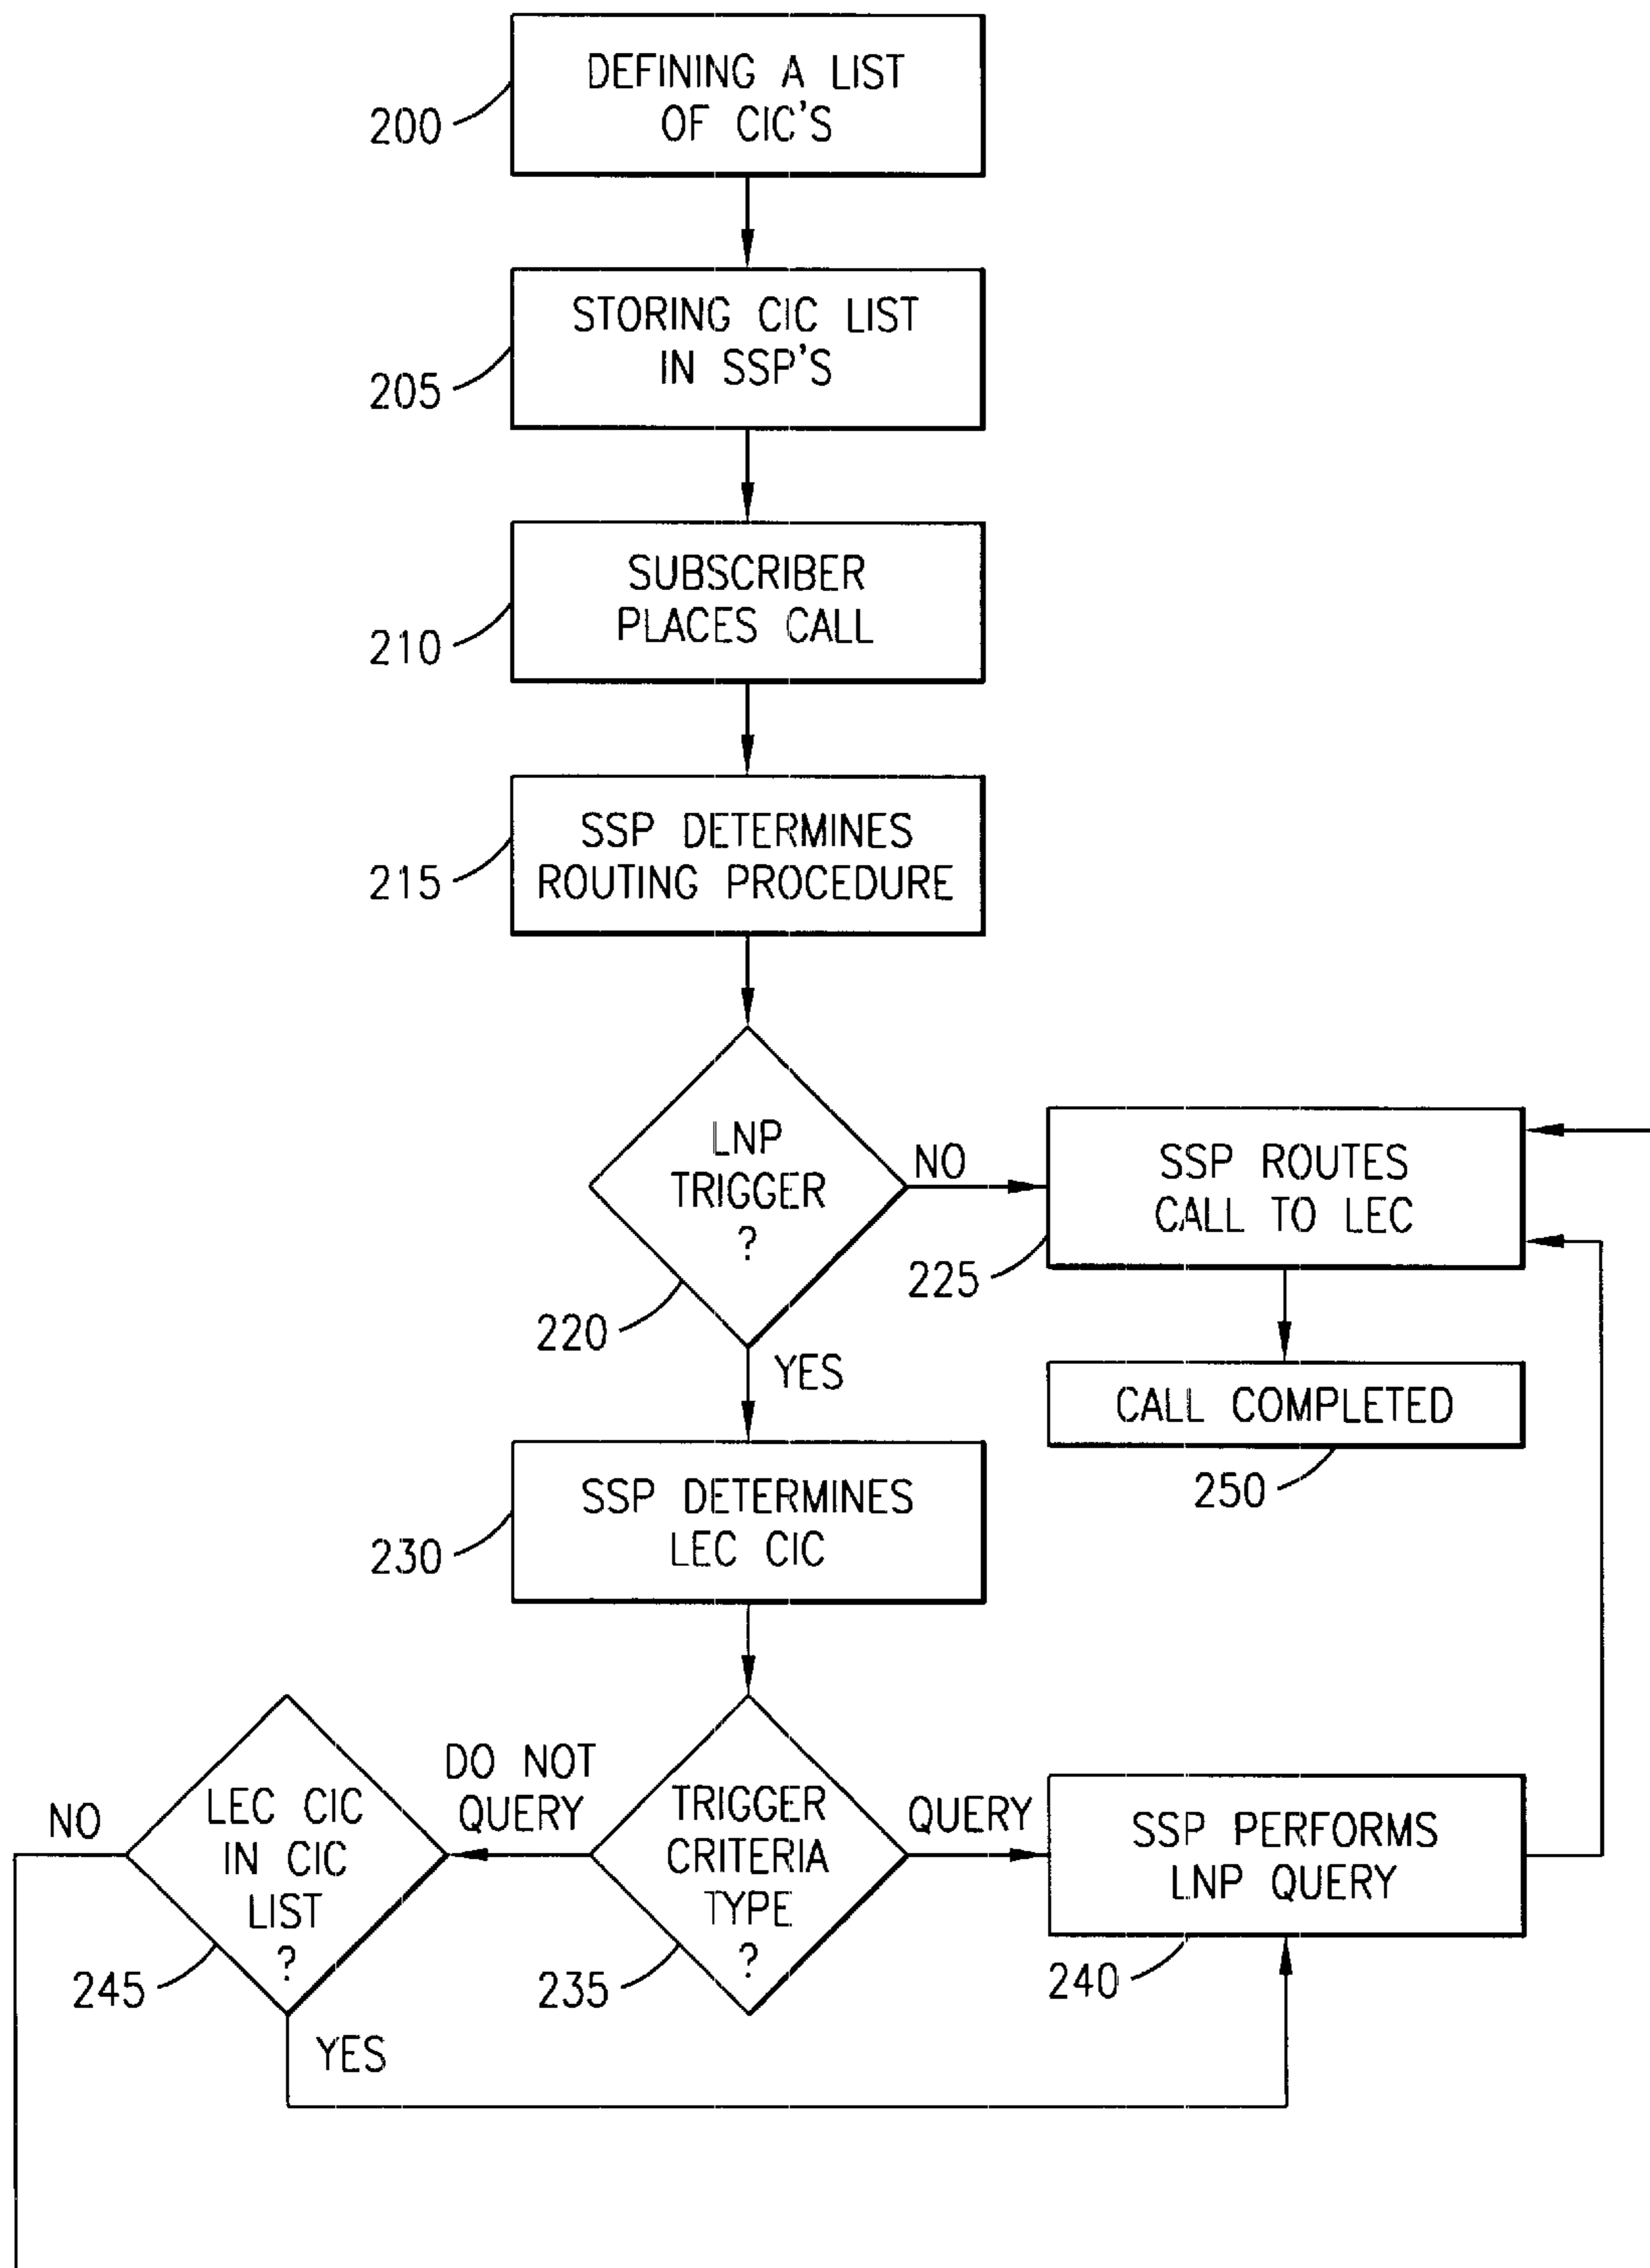 DEFINING A LIST
OF CIC'S
200
STORING CIC LIST
IN SSP'S
205
SUBSCRIBER
PLACES CALL
210
SSP DETERMINES
ROUTING PROCEDURE
215
LNP
TRIGGER
?
220
NO
YES
SSP ROUTES
CALL TO LEC
225
CALL COMPLETED
250
SSP DETERMINES
LEC CIC
230
TRIGGER
CRITERIA
TYPE
?
235
DO NOT
QUERY
QUERY
SSP PERFORMS
LNP QUERY
240
LEC CIC
IN CIC
LIST
?
245
NO
YES